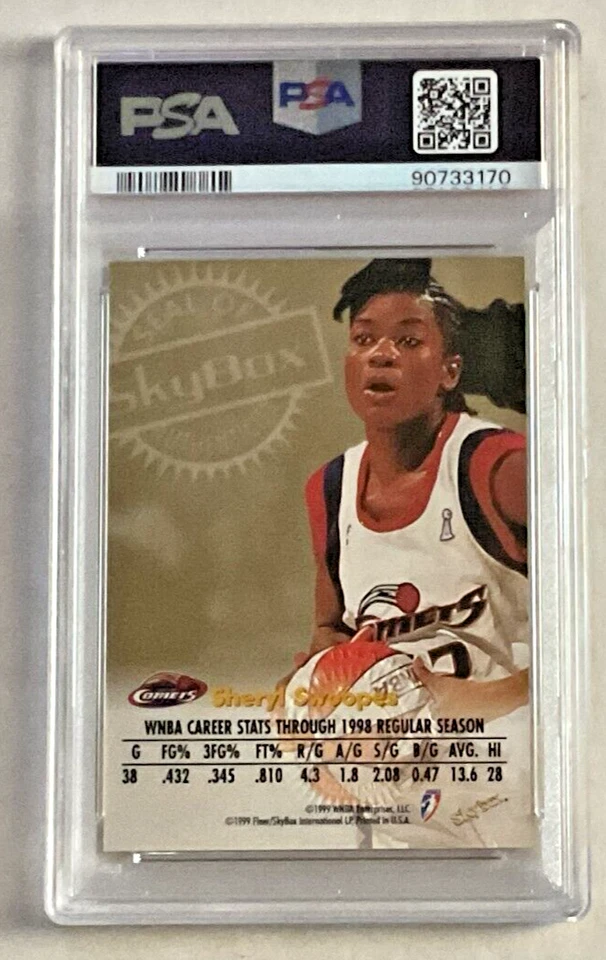 PSA PSA
90733170
SEAL OF
SkyBox
COMETS
COMETS Sheryl Swoopes
WNBA CAREER STATS THROUGH 1998 REGULAR SEASON
G FG% 3FG% FT% R/G A/G S/G B/G AVG. HI
38 .432 .345 .810 4.3 1.8 2.08 0.47 13.6 28
©1999 WNBA Enterprises, LLC
©1999 Fleer/SkyBox International LP. Printed in U.S.A. SkyBox